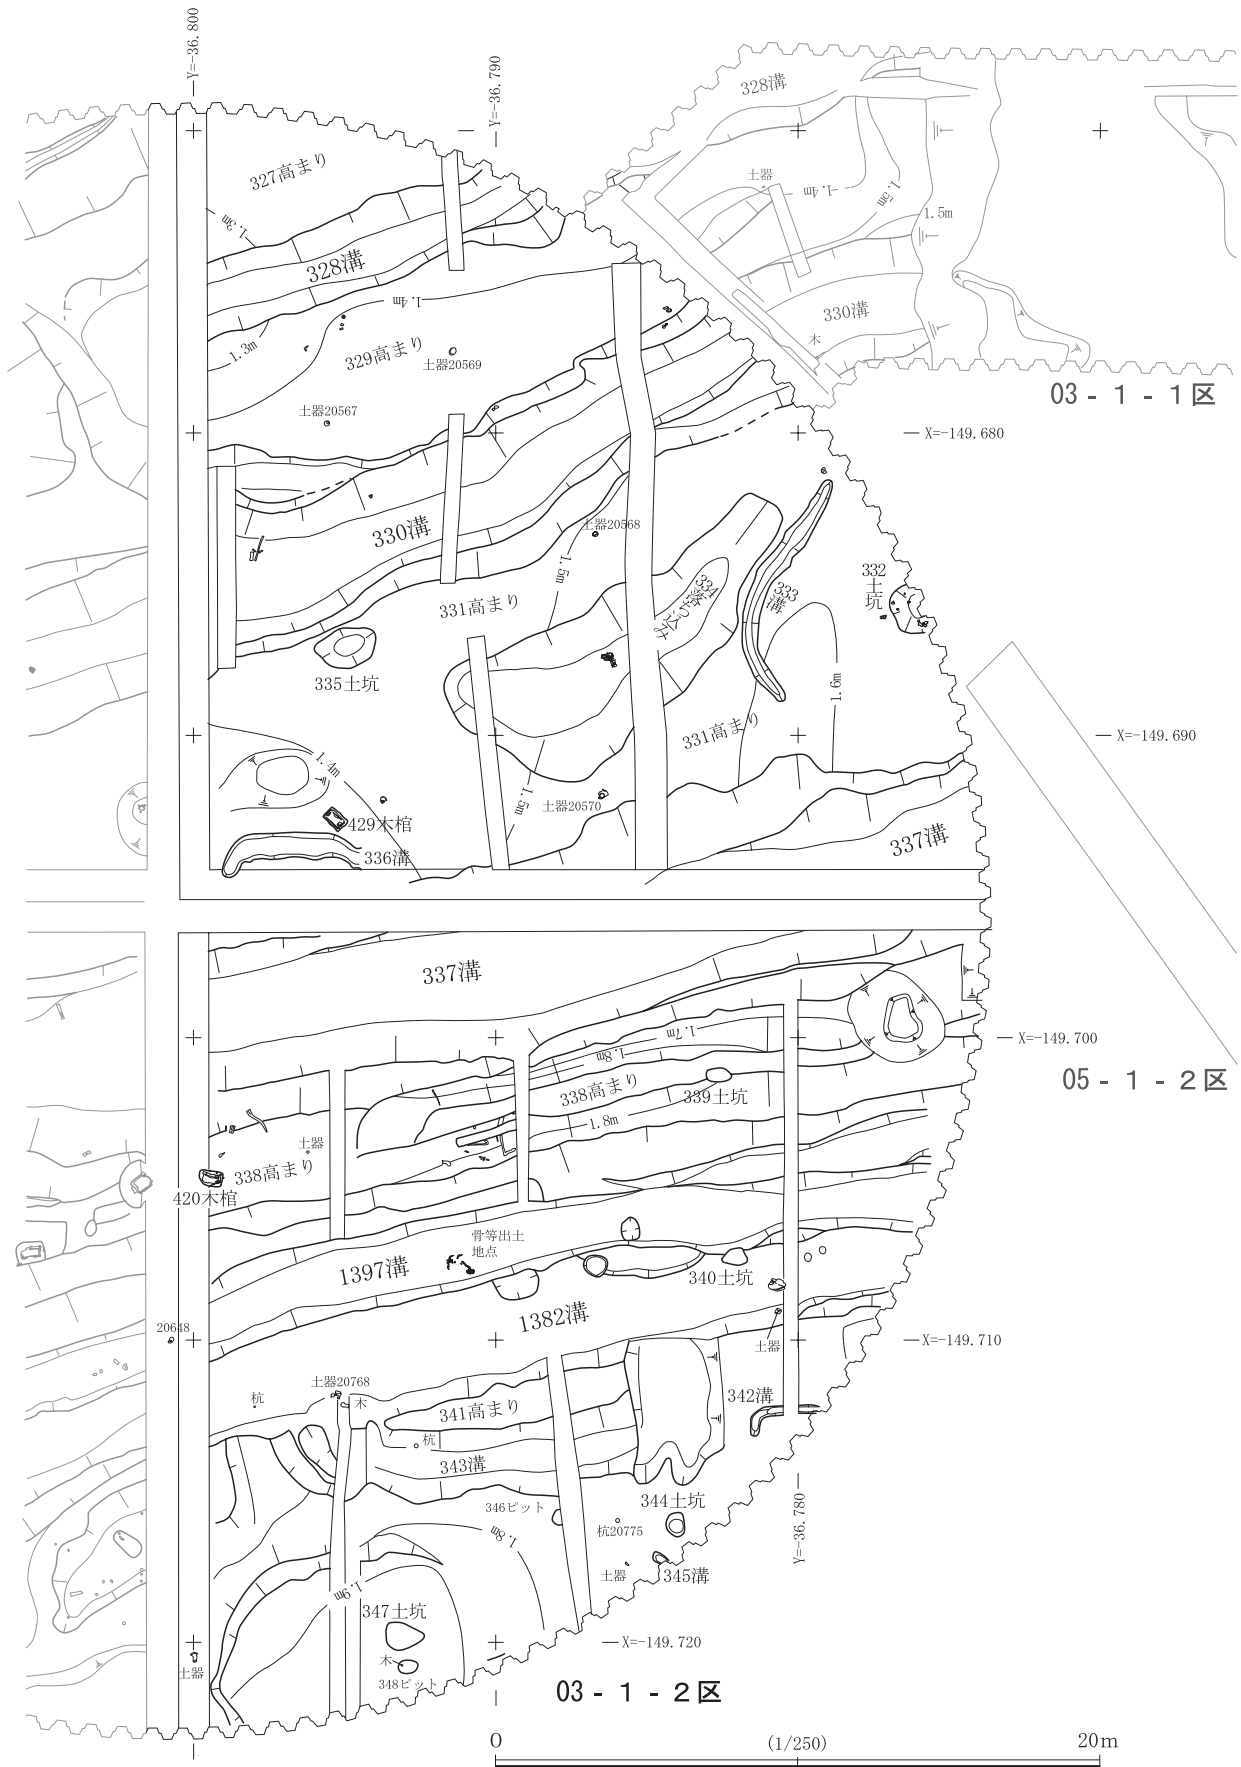 Y=-36.800
Y=-36.790
328溝
327高まり
土器
1.4m
1.5m
1.5m
1.3m
328溝
1.4m
330溝
木
1.3m
329高まり
土器20569
03 - 1 - 1区
土器20567
X=-149.680
330溝
土器20568
1.5m
334落ち込み
333溝
332土坑
331高まり
335土坑
1.6m
331高まり
X=-149.690
1.4m
1.5m
土器20570
429木棺
336溝
337溝
337溝
1.7m
1.8m
X=-149.700
05 - 1 - 2区
338高まり
339土坑
1.8m
土器
338高まり
420木棺
骨等出土
地点
1397溝
340土坑
1382溝
20648
土器
X=-149.710
土器20768
杭
木
341高まり
342溝
杭
343溝
346ピット
344土坑
杭20775
Y=-36.780
1.8m
土器
345溝
1.9m
347土坑
X=-149.720
土器
木
348ピット
03 - 1 - 2区
0
(1/250)
20m